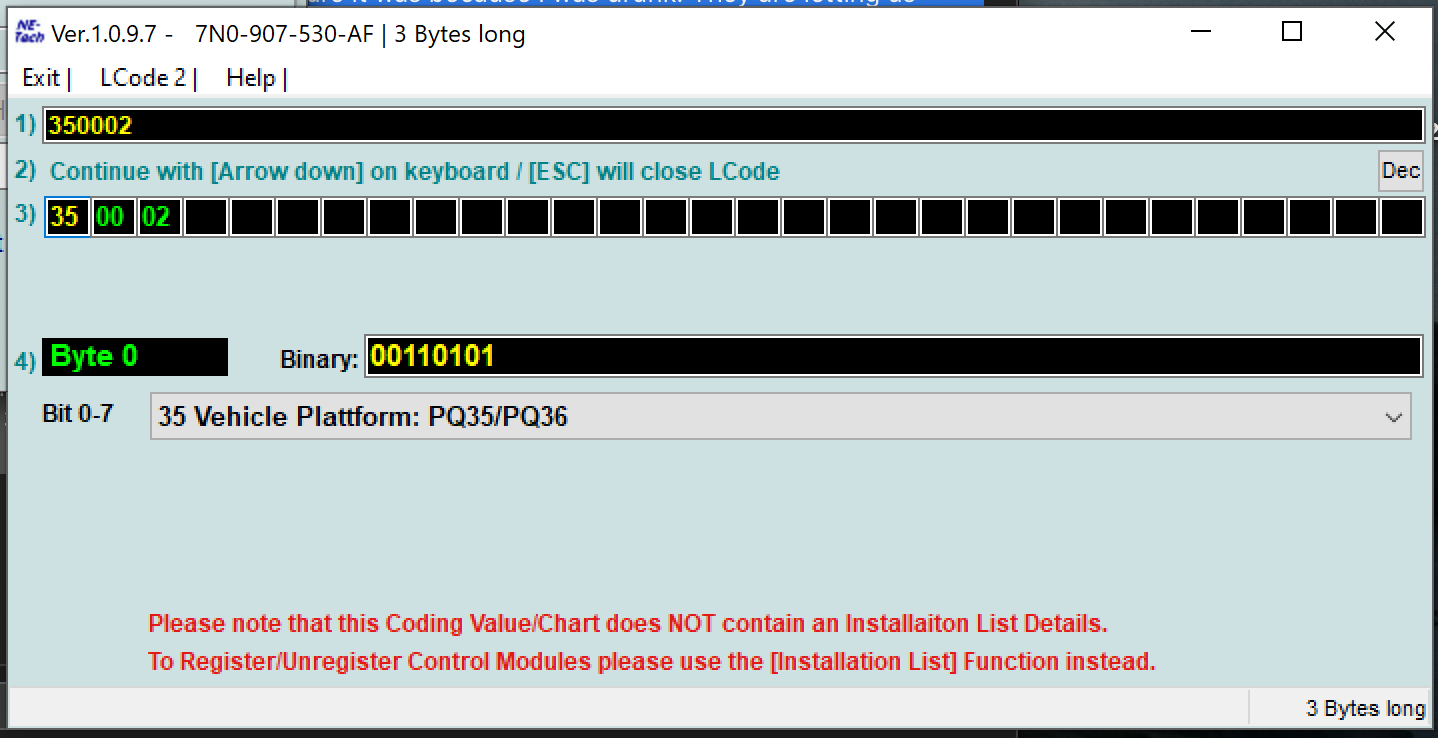 NE-Tech Ver.1.0.9.7 - 7N0-907-530-AF | 3 Bytes long
Exit | LCode 2 | Help |
1) 350002
2) Continue with [Arrow down] on keyboard / [ESC] will close LCode Dec
3) 35 00 02
4) Byte 0 Binary: 00110101
Bit 0-7 35 Vehicle Plattform: PQ35/PQ36
Please note that this Coding Value/Chart does NOT contain an Installaiton List Details.
To Register/Unregister Control Modules please use the [Installation List] Function instead.
3 Bytes long